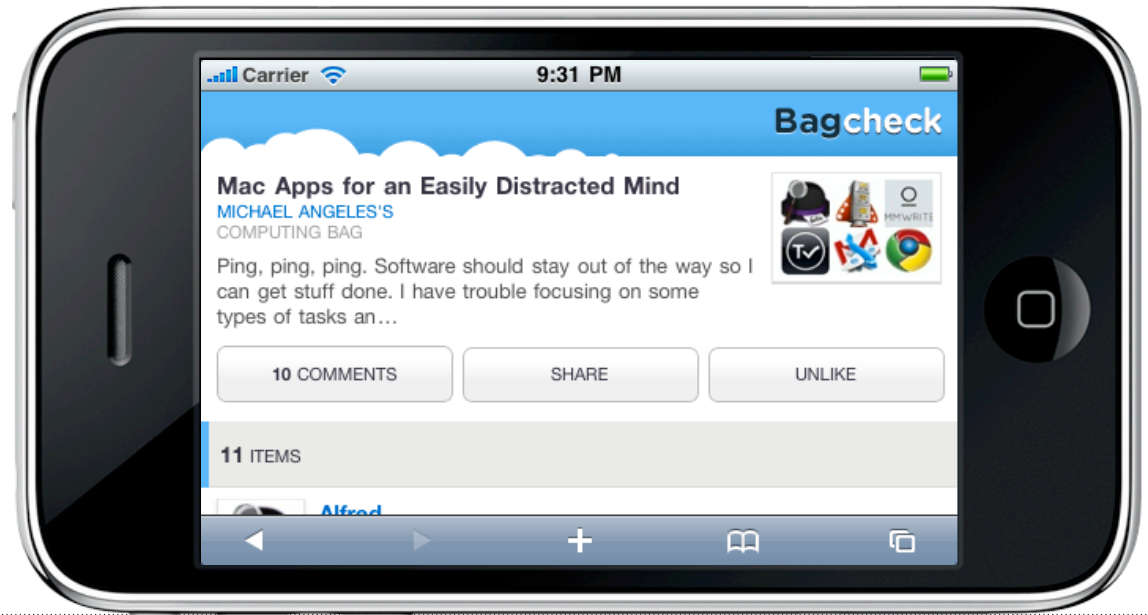 Carrier
9:31 PM
Bagcheck
Mac Apps for an Easily Distracted Mind
MICHAEL ANGELES'S
COMPUTING BAG
MMWRITE
TV
Ping, ping, ping. Software should stay out of the way so I
can get stuff done. I have trouble focusing on some
types of tasks an...
10 COMMENTS
SHARE
UNLIKE
11 ITEMS
Alfred